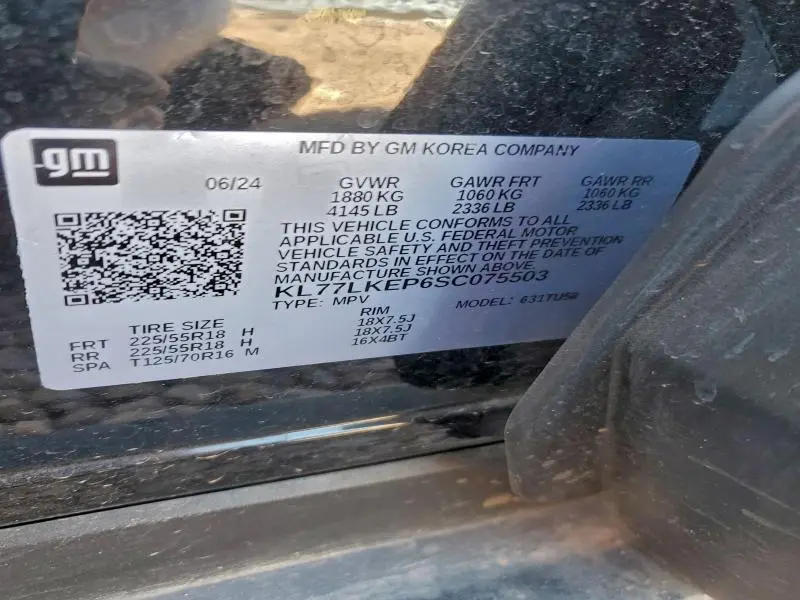 gm
MFD BY GM KOREA COMPANY
06/24 GVWR GAWR FRT GAWR RR
1880 KG 1060 KG 1060 KG
4145 LB 2336 LB 2336 LB
THIS VEHICLE CONFORMS TO ALL
APPLICABLE U.S. FEDERAL MOTOR
VEHICLE SAFETY AND THEFT PREVENTION
STANDARDS IN EFFECT ON THE DATE OF
MANUFACTURE SHOWN ABOVE.
KL77LKEP6SC075503
TYPE: MPV MODEL: 631TU58
TIRE SIZE RIM
FRT 225/55R18 H 18X7.5J
RR 225/55R18 H 18X7.5J
SPA T125/70R16 M 16X4BT